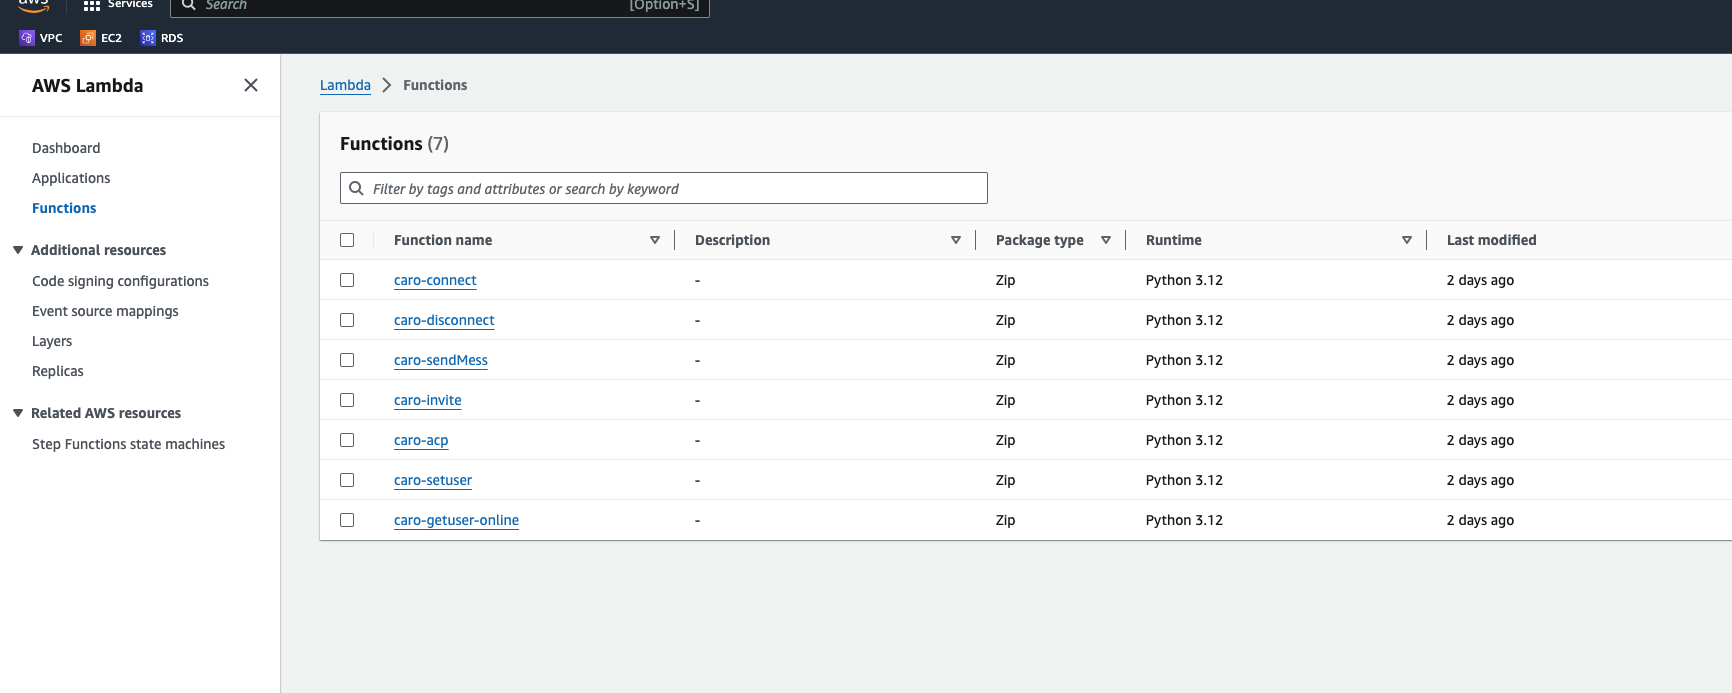 aws Services Search [Option+S]
VPC EC2 RDS
AWS Lambda
Dashboard
Applications
Functions
Additional resources
Code signing configurations
Event source mappings
Layers
Replicas
Related AWS resources
Step Functions state machines
Lambda Functions
Functions (7)
Filter by tags and attributes or search by keyword
Function name Description Package type Runtime Last modified
caro-connect - Zip Python 3.12 2 days ago
caro-disconnect - Zip Python 3.12 2 days ago
caro-sendMess - Zip Python 3.12 2 days ago
caro-invite - Zip Python 3.12 2 days ago
caro-acp - Zip Python 3.12 2 days ago
caro-setuser - Zip Python 3.12 2 days ago
caro-getuser-online - Zip Python 3.12 2 days ago